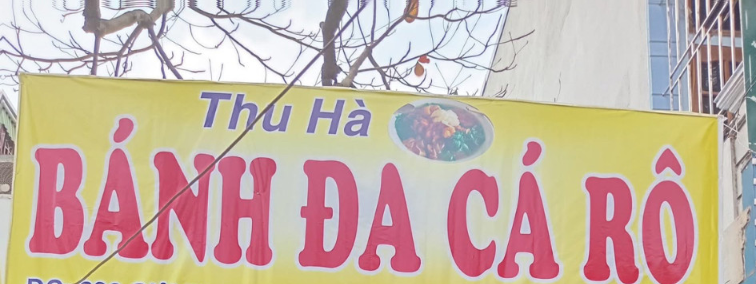 Thu Hà
BÁNH ĐA CÁ RÔ